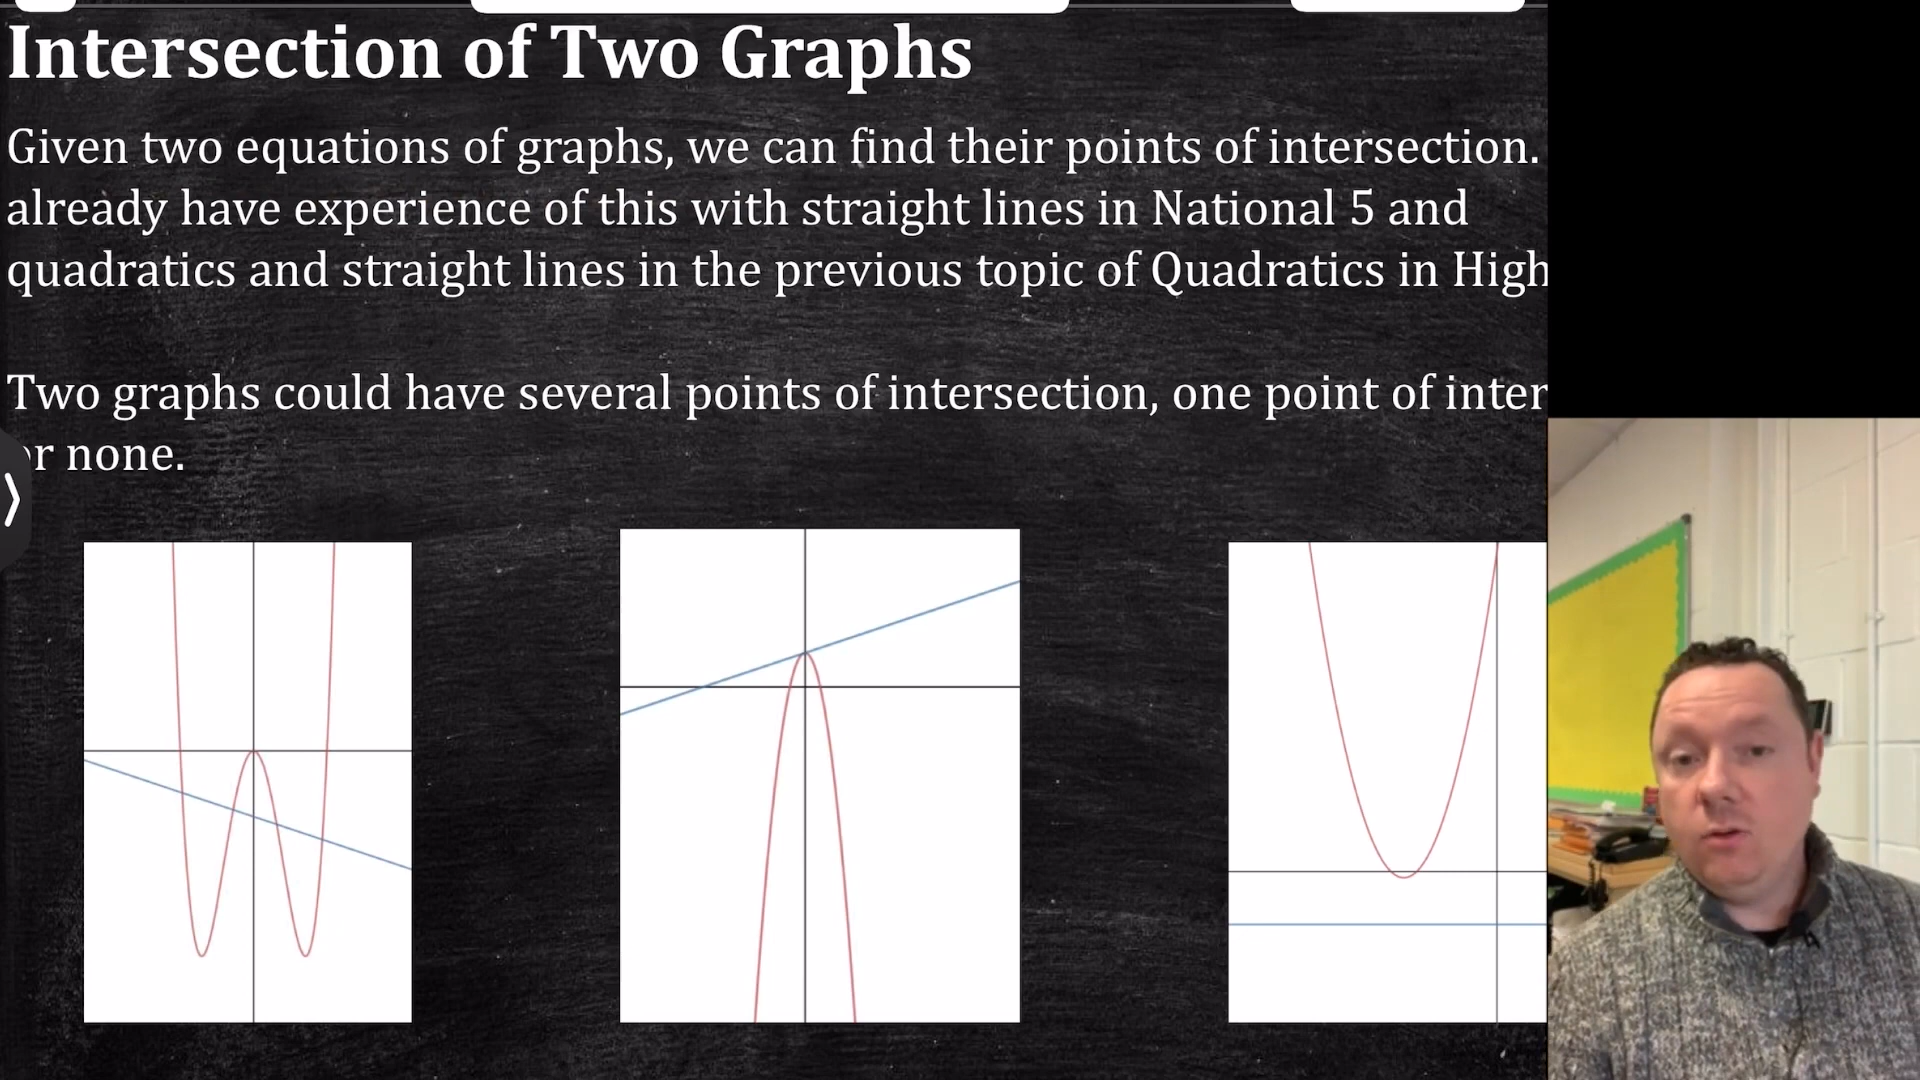 Intersection of Two Graphs
Given two equations of graphs, we can find their points of intersection.
already have experience of this with straight lines in National 5 and
quadratics and straight lines in the previous topic of Quadratics in High
Two graphs could have several points of intersection, one point of inter
or none.